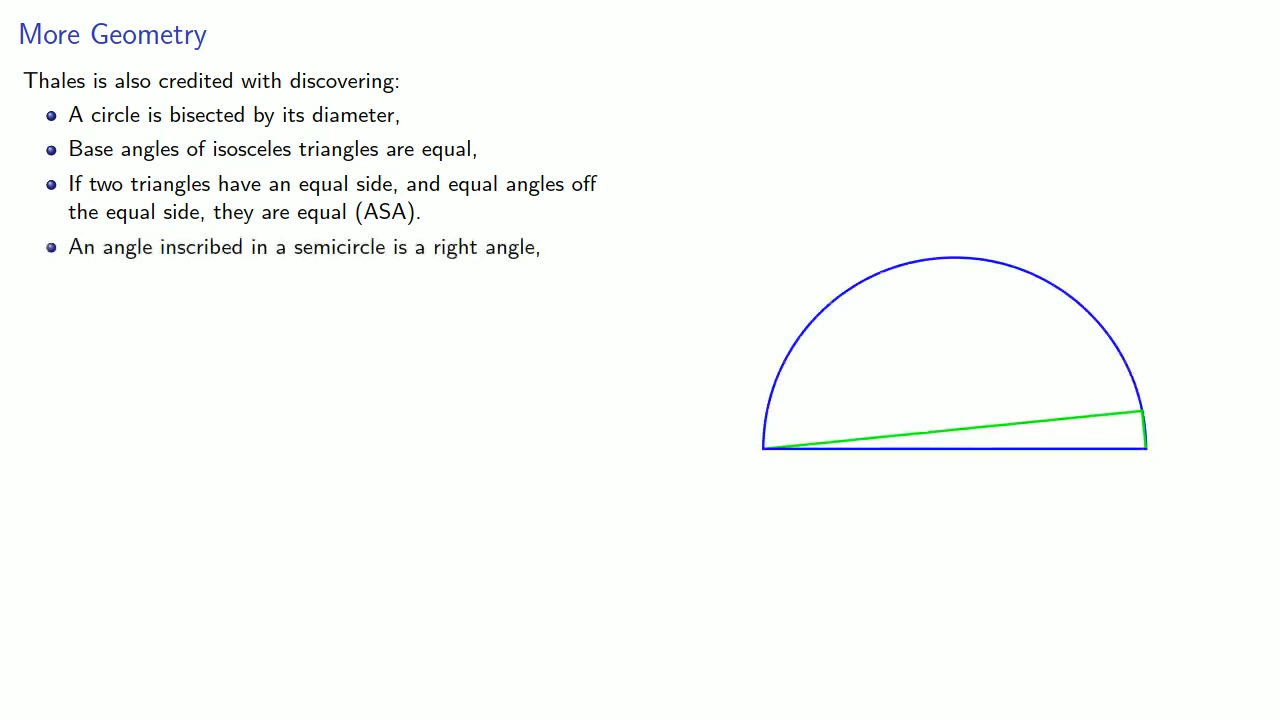 More Geometry
Thales is also credited with discovering:
A circle is bisected by its diameter,
Base angles of isosceles triangles are equal,
If two triangles have an equal side, and equal angles off
the equal side, they are equal (ASA).
An angle inscribed in a semicircle is a right angle,